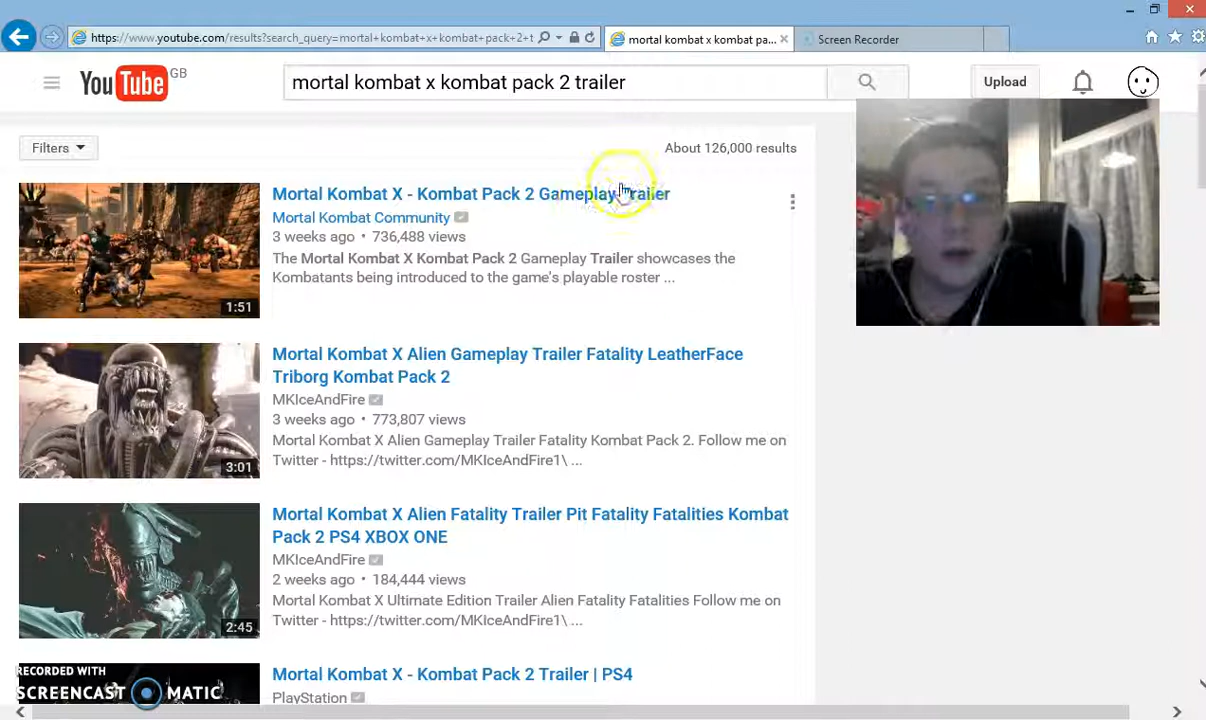 https://www.youtube.com/results?search_query=mortal+kombat+x+kombat+pack+2+t
mortal kombat x kombat pa...
Screen Recorder
YouTube GB
mortal kombat x kombat pack 2 trailer
Upload
Filters
About 126,000 results
Mortal Kombat X - Kombat Pack 2 Gameplay Trailer
Mortal Kombat Community
3 weeks ago • 736,488 views
The Mortal Kombat X Kombat Pack 2 Gameplay Trailer showcases the
Kombatants being introduced to the game's playable roster ...
1:51
Mortal Kombat X Alien Gameplay Trailer Fatality LeatherFace
Triborg Kombat Pack 2
MKIceAndFire
3 weeks ago • 773,807 views
Mortal Kombat X Alien Gameplay Trailer Fatality Kombat Pack 2. Follow me on
Twitter - https://twitter.com/MKIceAndFire1\ ...
3:01
Mortal Kombat X Alien Fatality Trailer Pit Fatality Fatalities Kombat
Pack 2 PS4 XBOX ONE
MKIceAndFire
2 weeks ago • 184,444 views
Mortal Kombat X Ultimate Edition Trailer Alien Fatality Fatalities Follow me on
Twitter - https://twitter.com/MKIceAndFire1\ ...
2:45
Mortal Kombat X - Kombat Pack 2 Trailer | PS4
PlayStation
RECORDED WITH
SCREENCAST MATIC